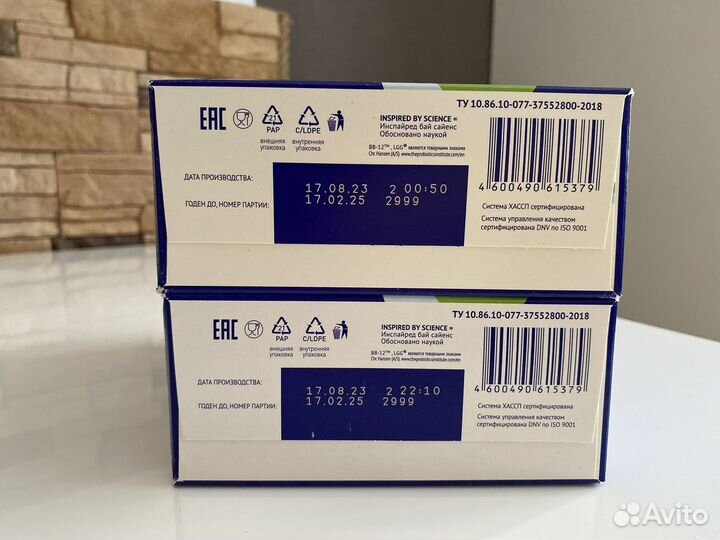 ТУ 10.86.10-077-37552800-2018
EAC
21
PAP
внешняя
упаковка
C/LDPE
внутренняя
упаковка
INSPIRED BY SCIENCE =
Инспайред бай сайенс
Обосновано наукой
BB-12™, LGG® являются товарными знаками
Chr. Hansen (A/S). www.theprobioticsinstitute.com/en
4 600490 615379
ДАТА ПРОИЗВОДСТВА:
17.08.23 2 00:50
ГОДЕН ДО, НОМЕР ПАРТИИ:
17.02.25 2999
Система ХАССП сертифицирована
Система управления качеством
сертифицирована DNV по ISO 9001
ТУ 10.86.10-077-37552800-2018
EAC
21
PAP
внешняя
упаковка
C/LDPE
внутренняя
упаковка
INSPIRED BY SCIENCE =
Инспайред бай сайенс
Обосновано наукой
BB-12™, LGG® являются товарными знаками
Chr. Hansen (A/S). www.theprobioticsinstitute.com/en
4 600490 615379
ДАТА ПРОИЗВОДСТВА:
17.08.23 2 22:10
ГОДЕН ДО, НОМЕР ПАРТИИ:
17.02.25 2999
Система ХАССП сертифицирована
Система управления качеством
сертифицирована DNV по ISO 9001
Avito